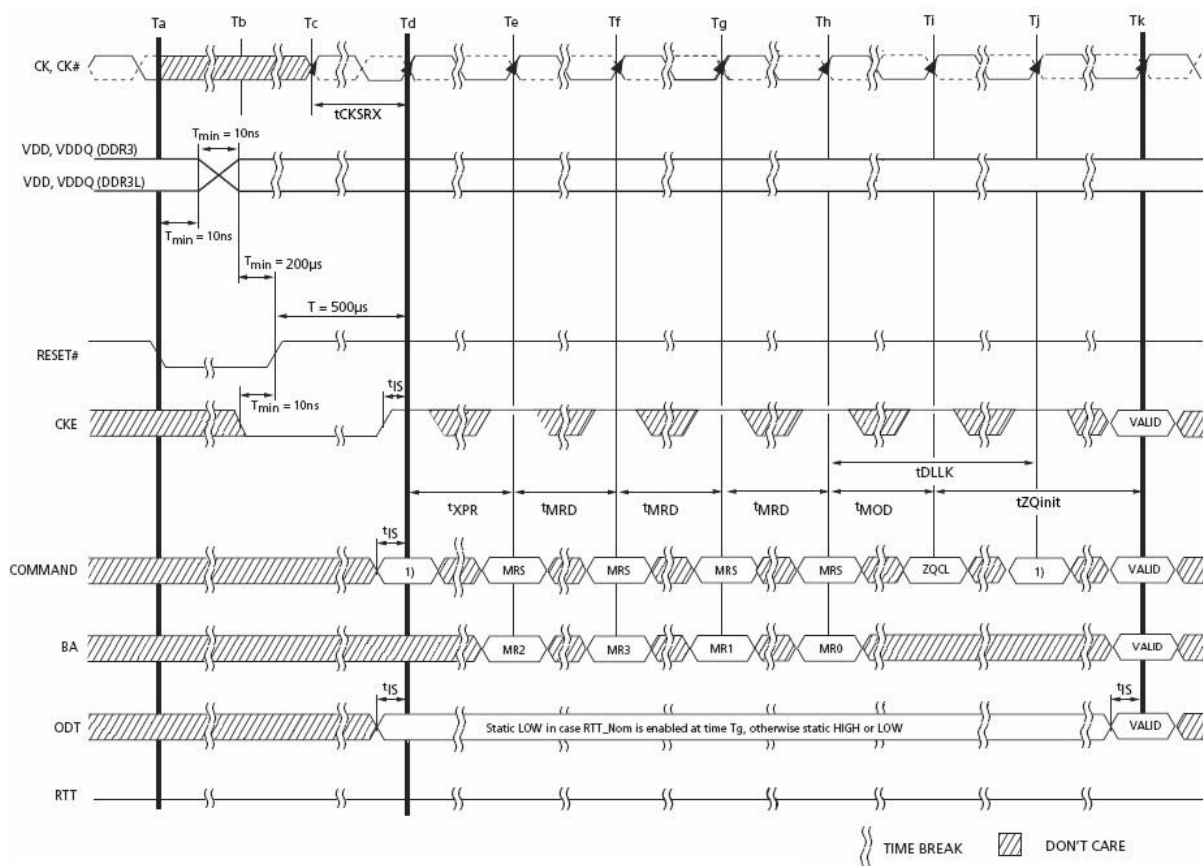 Ta Tb Tc Td Te Tf Tg Th Ti Tj Tk
CK, CK#
tCKSRX
Tmin = 10ns
VDD, VDDQ (DDR3)
VDD, VDDQ (DDR3L)
Tmin = 10ns
Tmin = 200µs
T = 500µs
RESET#
tIS
Tmin = 10ns
CKE VALID
tDLLK
tXPR tMRD tMRD tMRD tMOD tZQinit
tIS
COMMAND 1) MRS MRS MRS MRS ZQCL 1) VALID
BA MR2 MR3 MR1 MR0 VALID
tIS tIS
ODT Static LOW in case RTT_Nom is enabled at time Tg, otherwise static HIGH or LOW VALID
RTT
TIME BREAK DON'T CARE